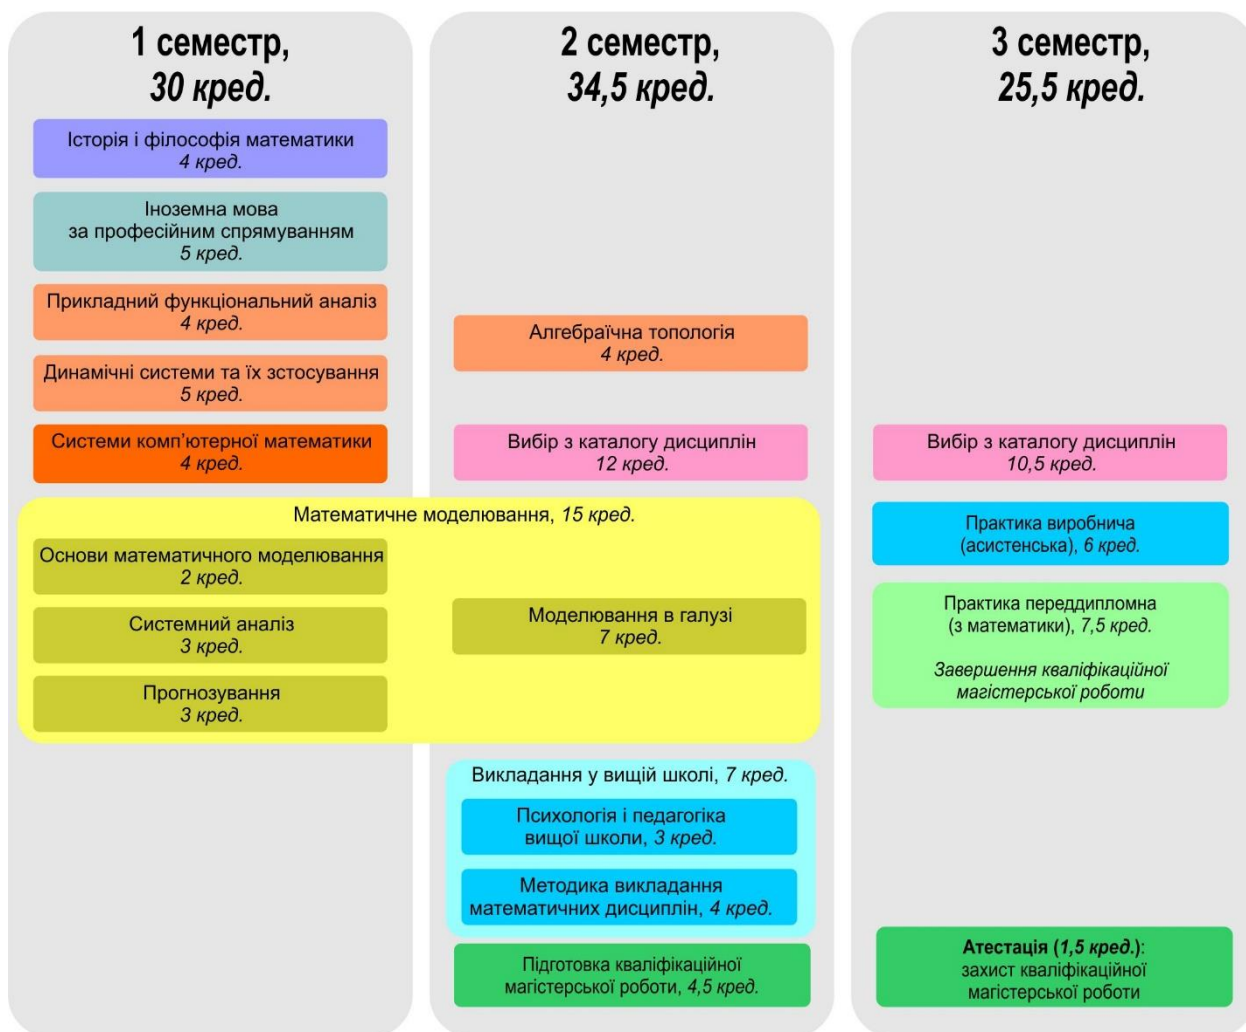 1 семестр,
30 кред.
Історія і філософія математики
4 кред.
Іноземна мова
за професійним спрямуванням
5 кред.
Прикладний функціональний аналіз
4 кред.
Динамічні системи та їх зстосування
5 кред.
Системи комп’ютерної математики
4 кред.
Математичне моделювання, 15 кред.
Основи математичного моделювання
2 кред.
Системний аналіз
3 кред.
Прогнозування
3 кред.
2 семестр,
34,5 кред.
Алгебраїчна топологія
4 кред.
Вибір з каталогу дисциплін
12 кред.
Моделювання в галузі
7 кред.
Викладання у вищій школі, 7 кред.
Психологія і педагогіка
вищої школи, 3 кред.
Методика викладання
математичних дисциплін, 4 кред.
Підготовка кваліфікаційної
магістерської роботи, 4,5 кред.
3 семестр,
25,5 кред.
Вибір з каталогу дисциплін
10,5 кред.
Практика виробнича
(асистенська), 6 кред.
Практика переддипломна
(з математики), 7,5 кред.
Завершення кваліфікаційної
магістерської роботи
Атестація (1,5 кред.):
захист кваліфікаційної
магістерської роботи